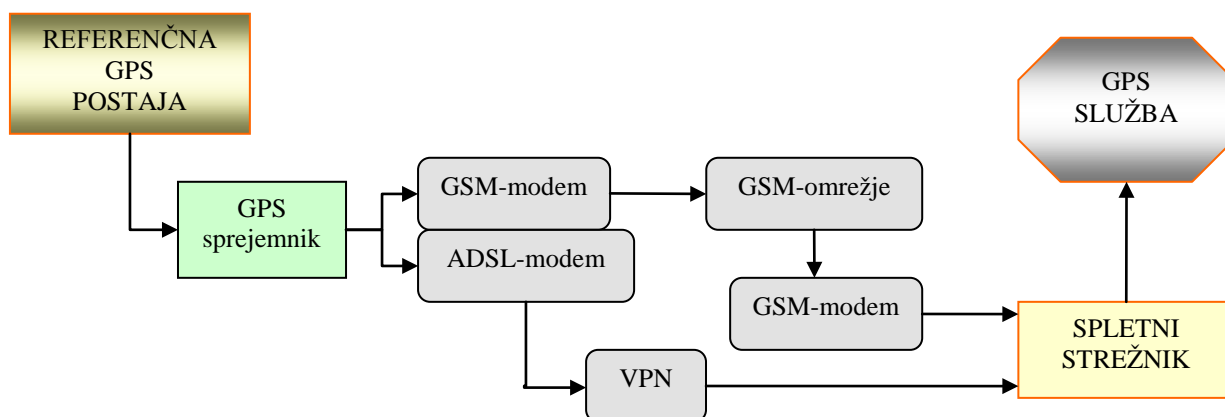 REFERENČNA
GPS
POSTAJA
GPS
SLUŽBA
GSM-modem
GSM-omrežje
GPS
sprejemnik
ADSL-modem
GSM-modem
SPLETNI
STREŽNIK
VPN